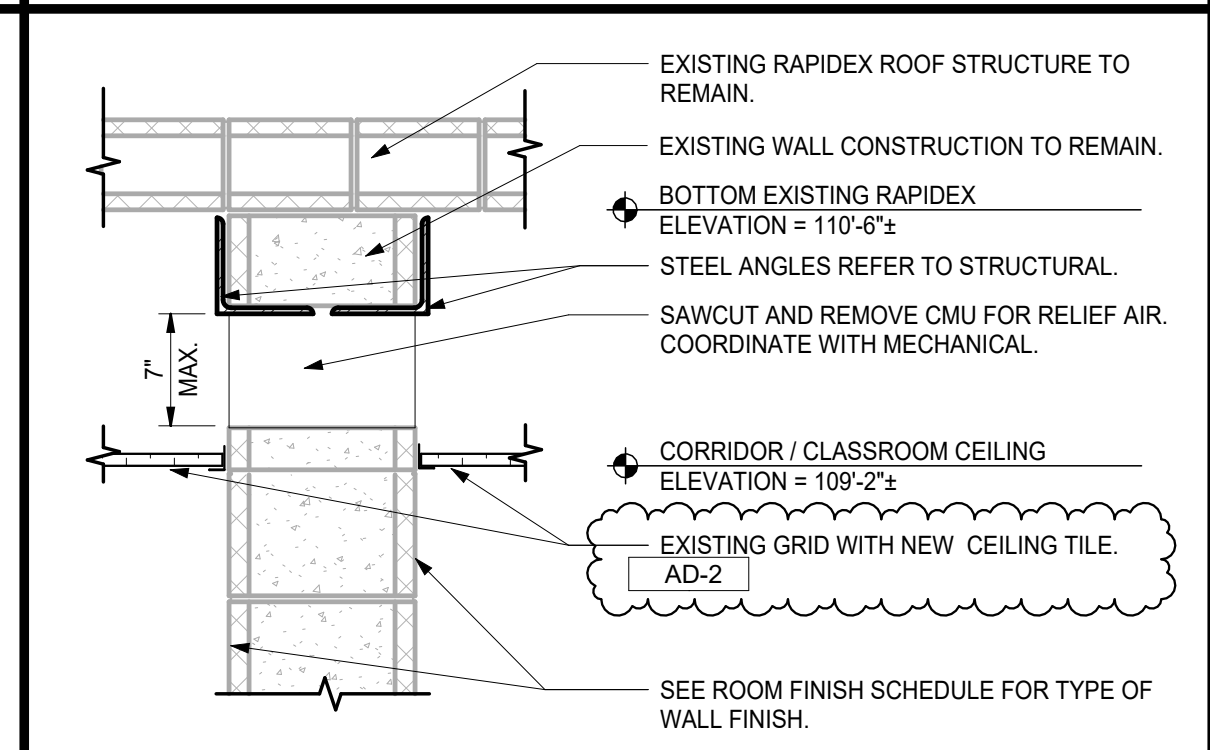 EXISTING RAPIDEX ROOF STRUCTURE TO
REMAIN.
EXISTING WALL CONSTRUCTION TO REMAIN.
BOTTOM EXISTING RAPIDEX
ELEVATION = 110'-6"±
STEEL ANGLES REFER TO STRUCTURAL.
SAWCUT AND REMOVE CMU FOR RELIEF AIR.
COORDINATE WITH MECHANICAL.
7"
MAX.
CORRIDOR / CLASSROOM CEILING
ELEVATION = 109'-2"±
EXISTING GRID WITH NEW CEILING TILE.
AD-2
SEE ROOM FINISH SCHEDULE FOR TYPE OF
WALL FINISH.